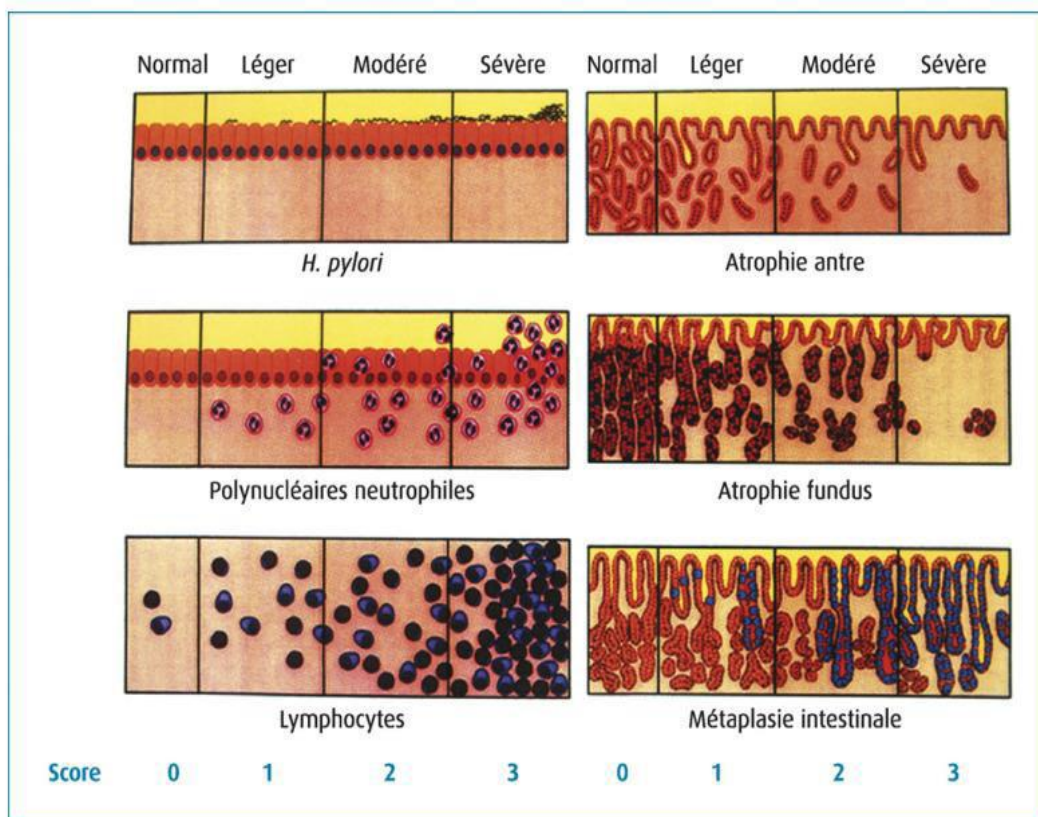 Normal Léger Modéré Sévère Normal Léger Modéré Sévère
H. pylori Atrophie antre
Polynucléaires neutrophiles Atrophie fundus
Lymphocytes Métaplasie intestinale
Score 0 1 2 3 0 1 2 3